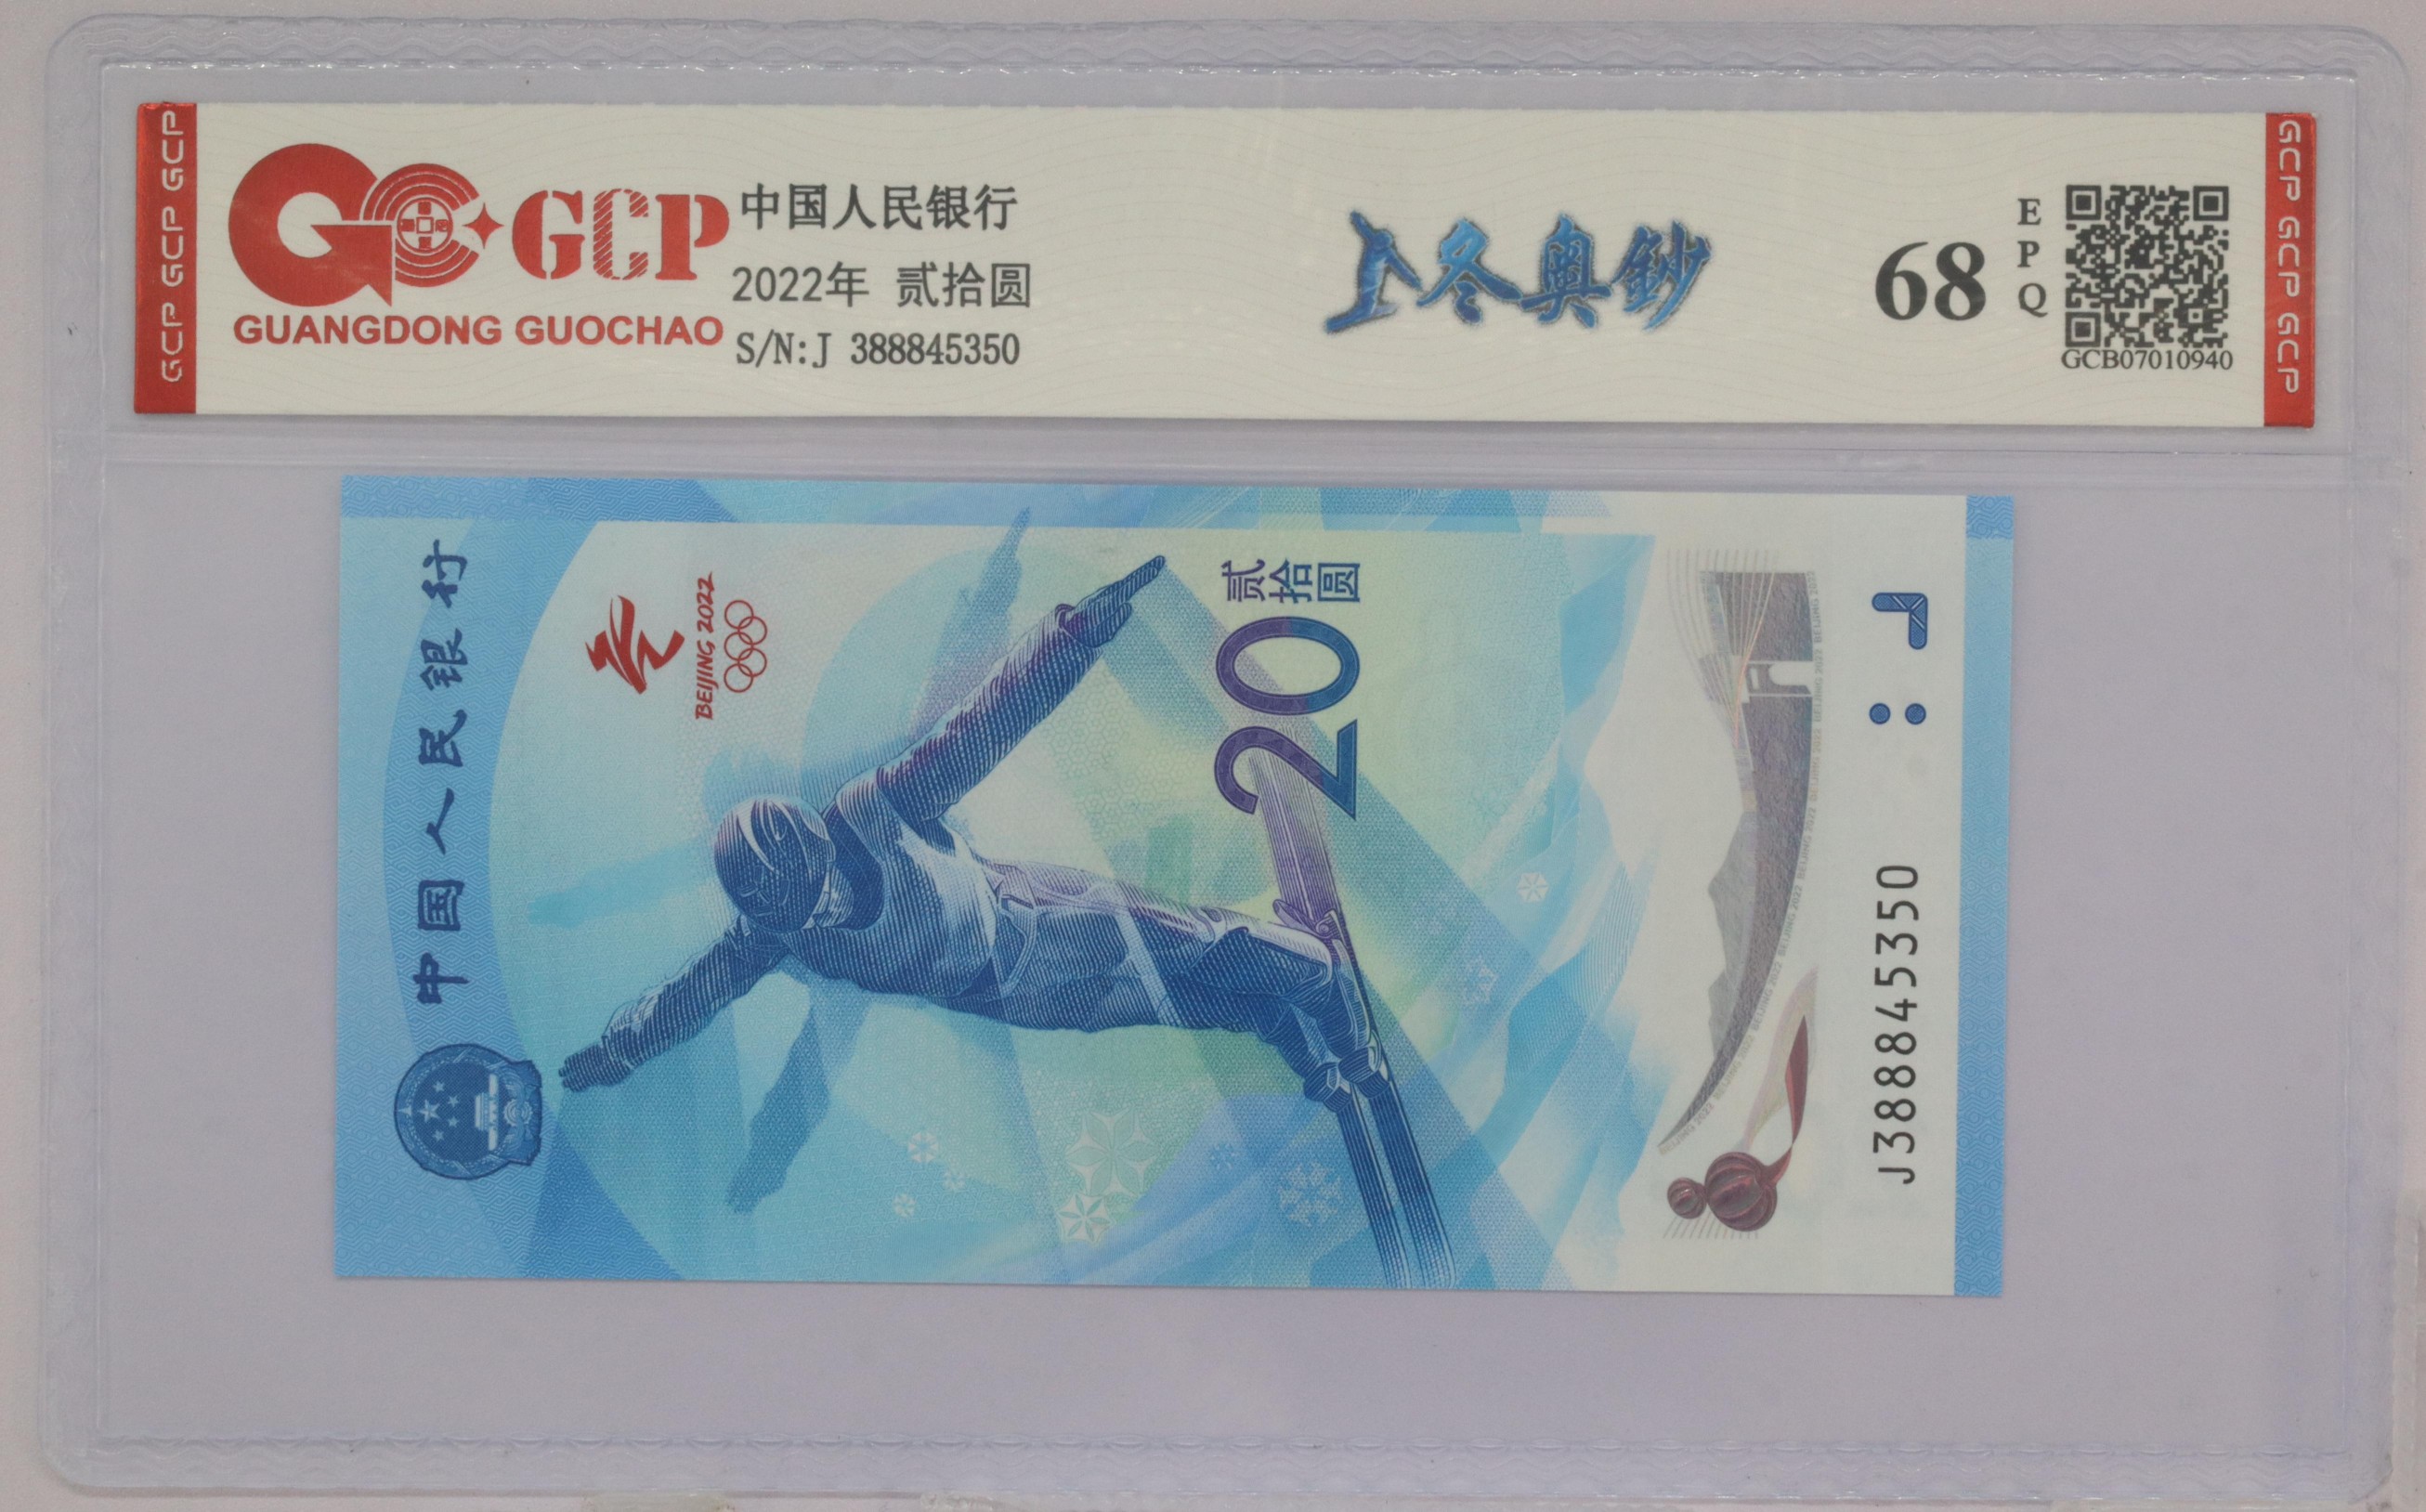 GCP GCP GCP
GCP
GUANGDONG GUOCHAO
中国人民银行
2022年 贰拾圆
S/N:J 388845350
冬奥鈔
68
EPQ
GCB07010940
GCP GCP GCP
中国人民银行
BEIJING 2022
贰拾圆
20
J388845350